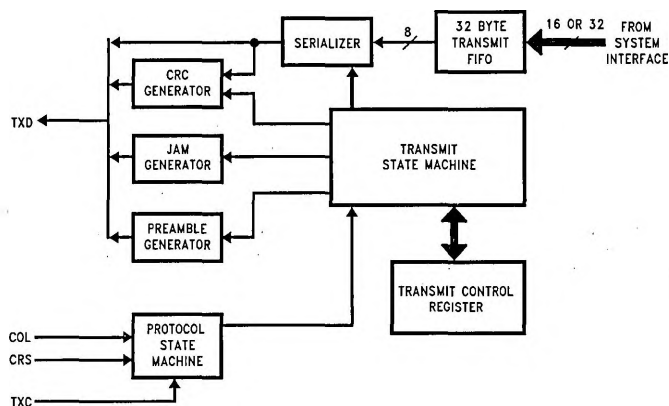 8
16 OR 32
SERIALIZER
32 BYTE
TRANSMIT
FIFO
FROM
SYSTEM
INTERFACE
CRC
GENERATOR
TXD
JAM
GENERATOR
TRANSMIT
STATE MACHINE
PREAMBLE
GENERATOR
TRANSMIT CONTROL
REGISTER
COL
CRS
PROTOCOL
STATE
MACHINE
TXC